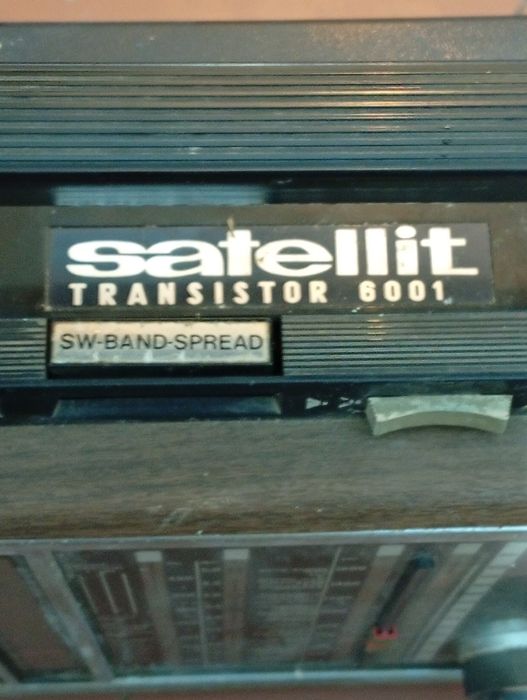 satellit
TRANSISTOR 6001
SW-BAND-SPREAD